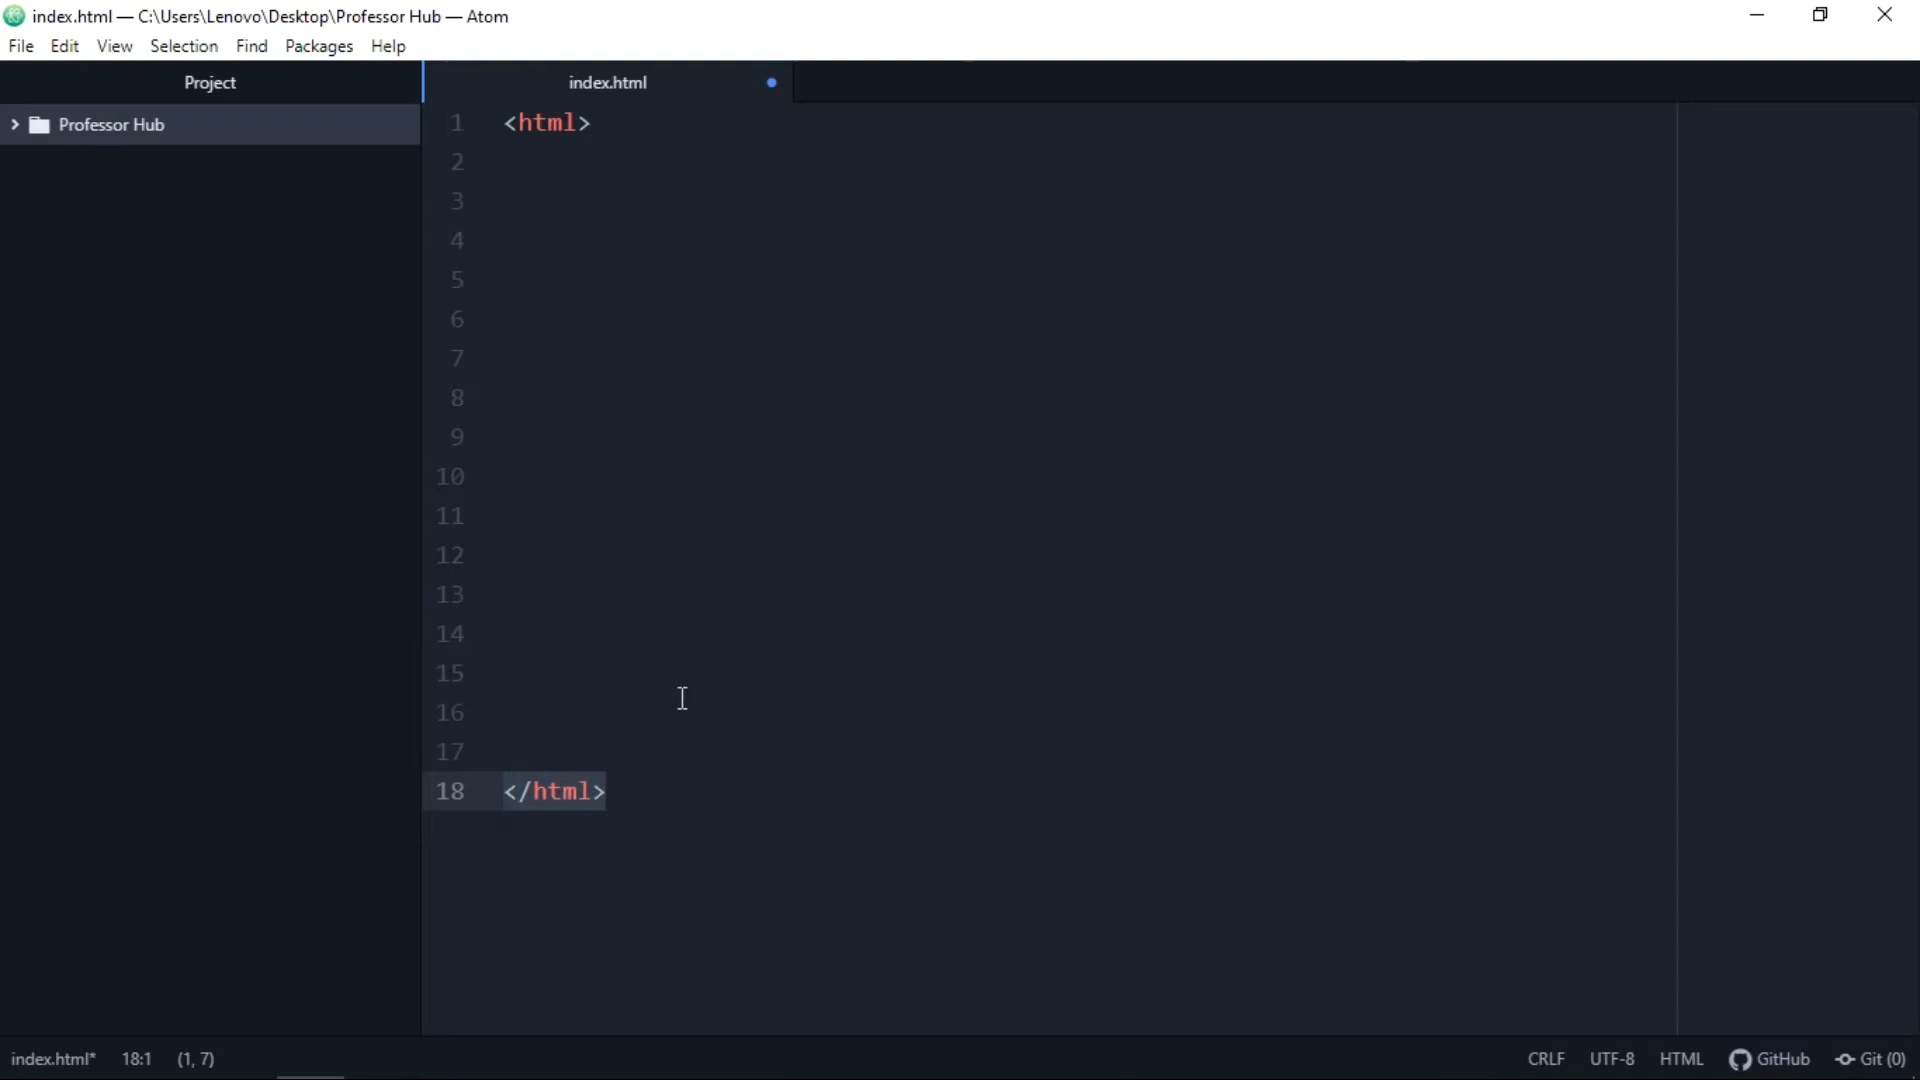 index.html — C:\Users\Lenovo\Desktop\Professor Hub — Atom
File Edit View Selection Find Packages Help
Project
index.html
Professor Hub
1 <html>
2
3
4
5
6
7
8
9
10
11
12
13
14
15
16
17
18 </html>
index.html* 18:1 (1, 7) CRLF UTF-8 HTML GitHub Git (0)